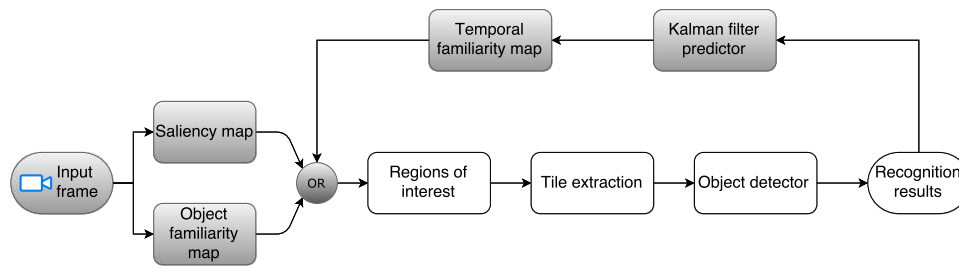 Temporal
familiarity map
Kalman filter
predictor
Saliency map
Input
frame
OR
Regions of
interest
Tile extraction
Object detector
Recognition
results
Object
familiarity
map